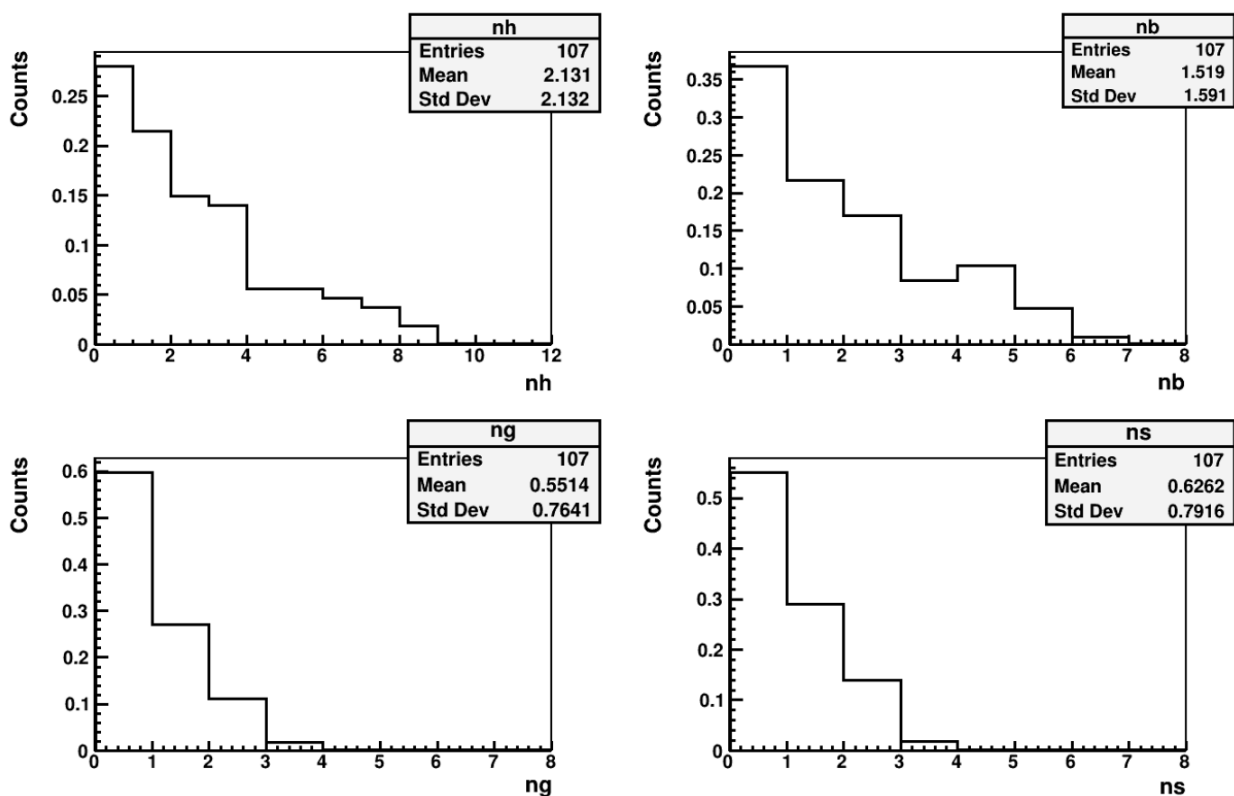 nh
Entries 107
Mean 2.131
Std Dev 2.132
Counts
0.25
0.2
0.15
0.1
0.05
0
0 2 4 6 8 10 12
nh
nb
Entries 107
Mean 1.519
Std Dev 1.591
Counts
0.35
0.3
0.25
0.2
0.15
0.1
0.05
0
0 1 2 3 4 5 6 7 8
nb
ng
Entries 107
Mean 0.5514
Std Dev 0.7641
Counts
0.6
0.5
0.4
0.3
0.2
0.1
0
0 1 2 3 4 5 6 7 8
ng
ns
Entries 107
Mean 0.6262
Std Dev 0.7916
Counts
0.5
0.4
0.3
0.2
0.1
0
0 1 2 3 4 5 6 7 8
ns